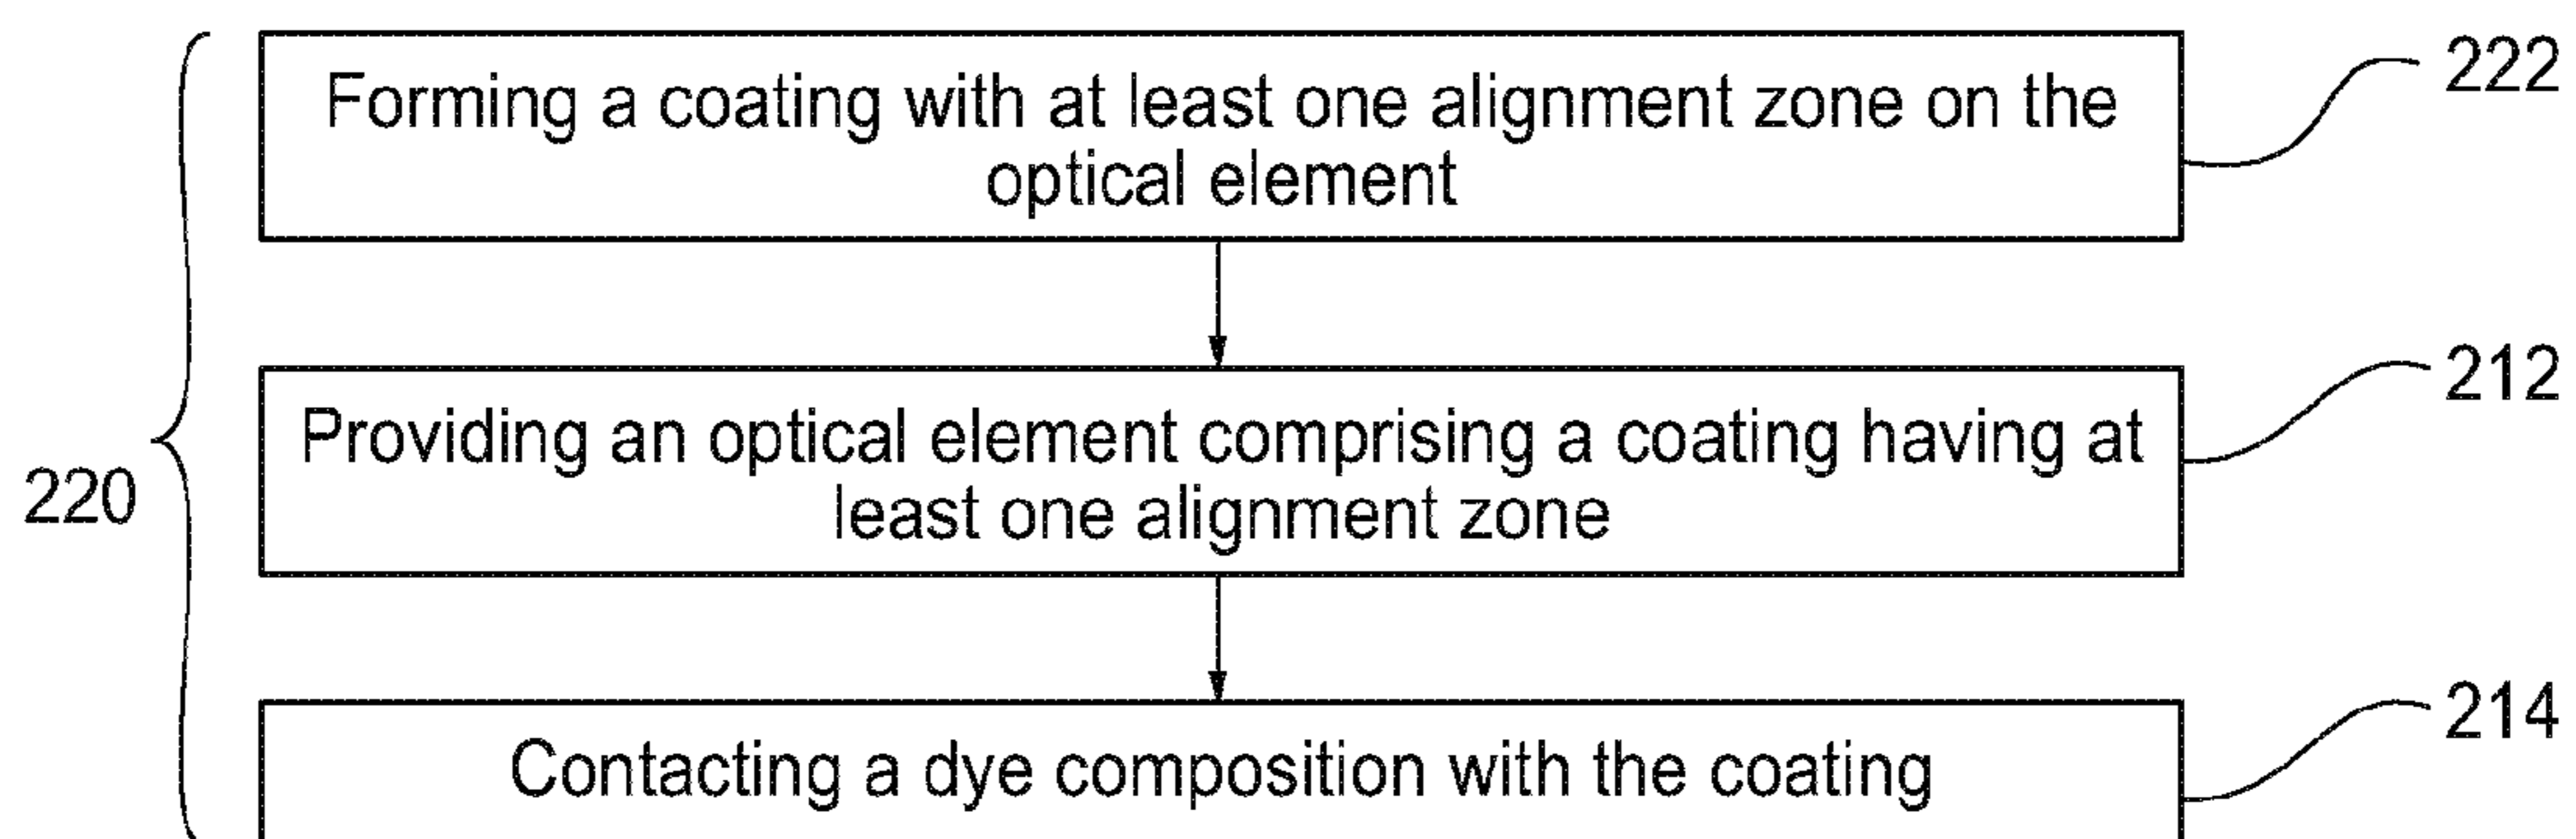 Forming a coating with at least one alignment zone on the
optical element
222
Providing an optical element comprising a coating having at
least one alignment zone
212
220
Contacting a dye composition with the coating
214